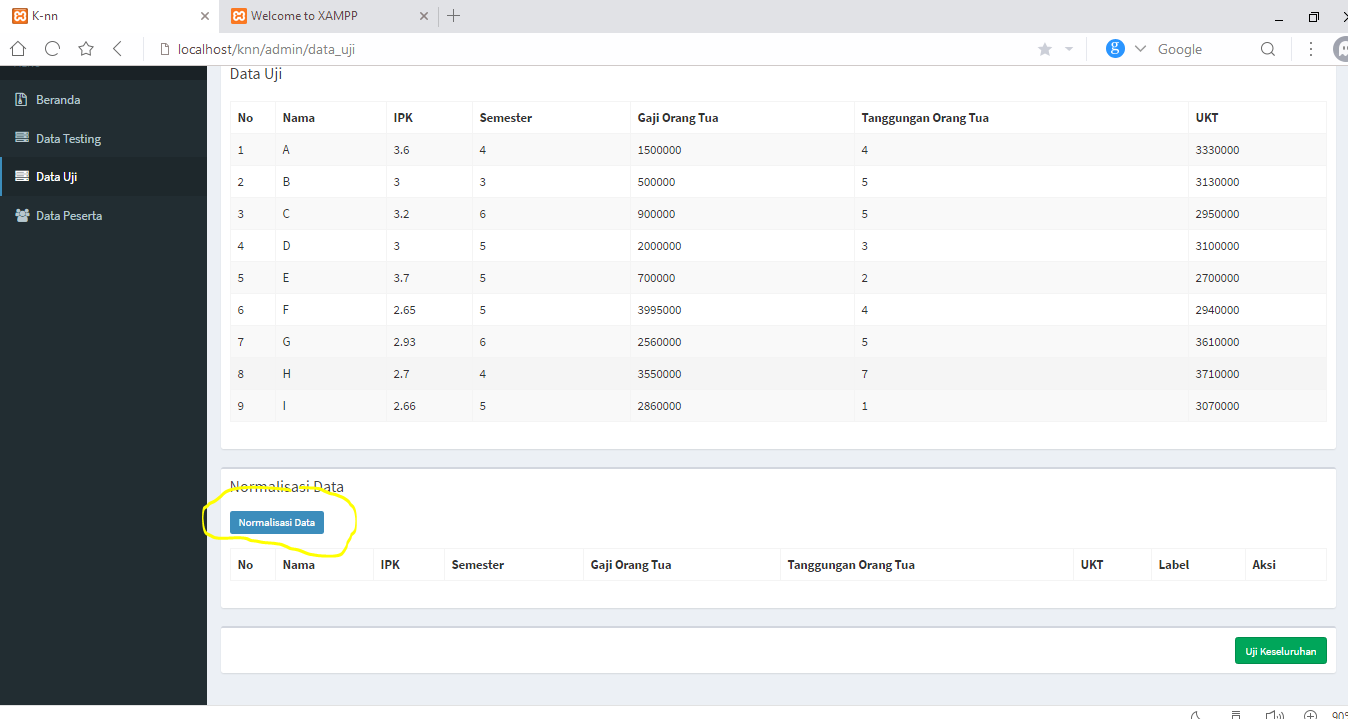 K-nn
Welcome to XAMPP
localhost/knn/admin/data_uji
Google
Data Uji
Beranda
Data Testing
Data Uji
Data Peserta
No Nama IPK Semester Gaji Orang Tua Tanggungan Orang Tua UKT
1 A 3.6 4 1500000 4 3330000
2 B 3 3 500000 5 3130000
3 C 3.2 6 900000 5 2950000
4 D 3 5 2000000 3 3100000
5 E 3.7 5 700000 2 2700000
6 F 2.65 5 3995000 4 2940000
7 G 2.93 6 2560000 5 3610000
8 H 2.7 4 3550000 7 3710000
9 I 2.66 5 2860000 1 3070000
Normalisasi Data
Normalisasi Data
No Nama IPK Semester Gaji Orang Tua Tanggungan Orang Tua UKT Label Aksi
Uji Keseluruhan